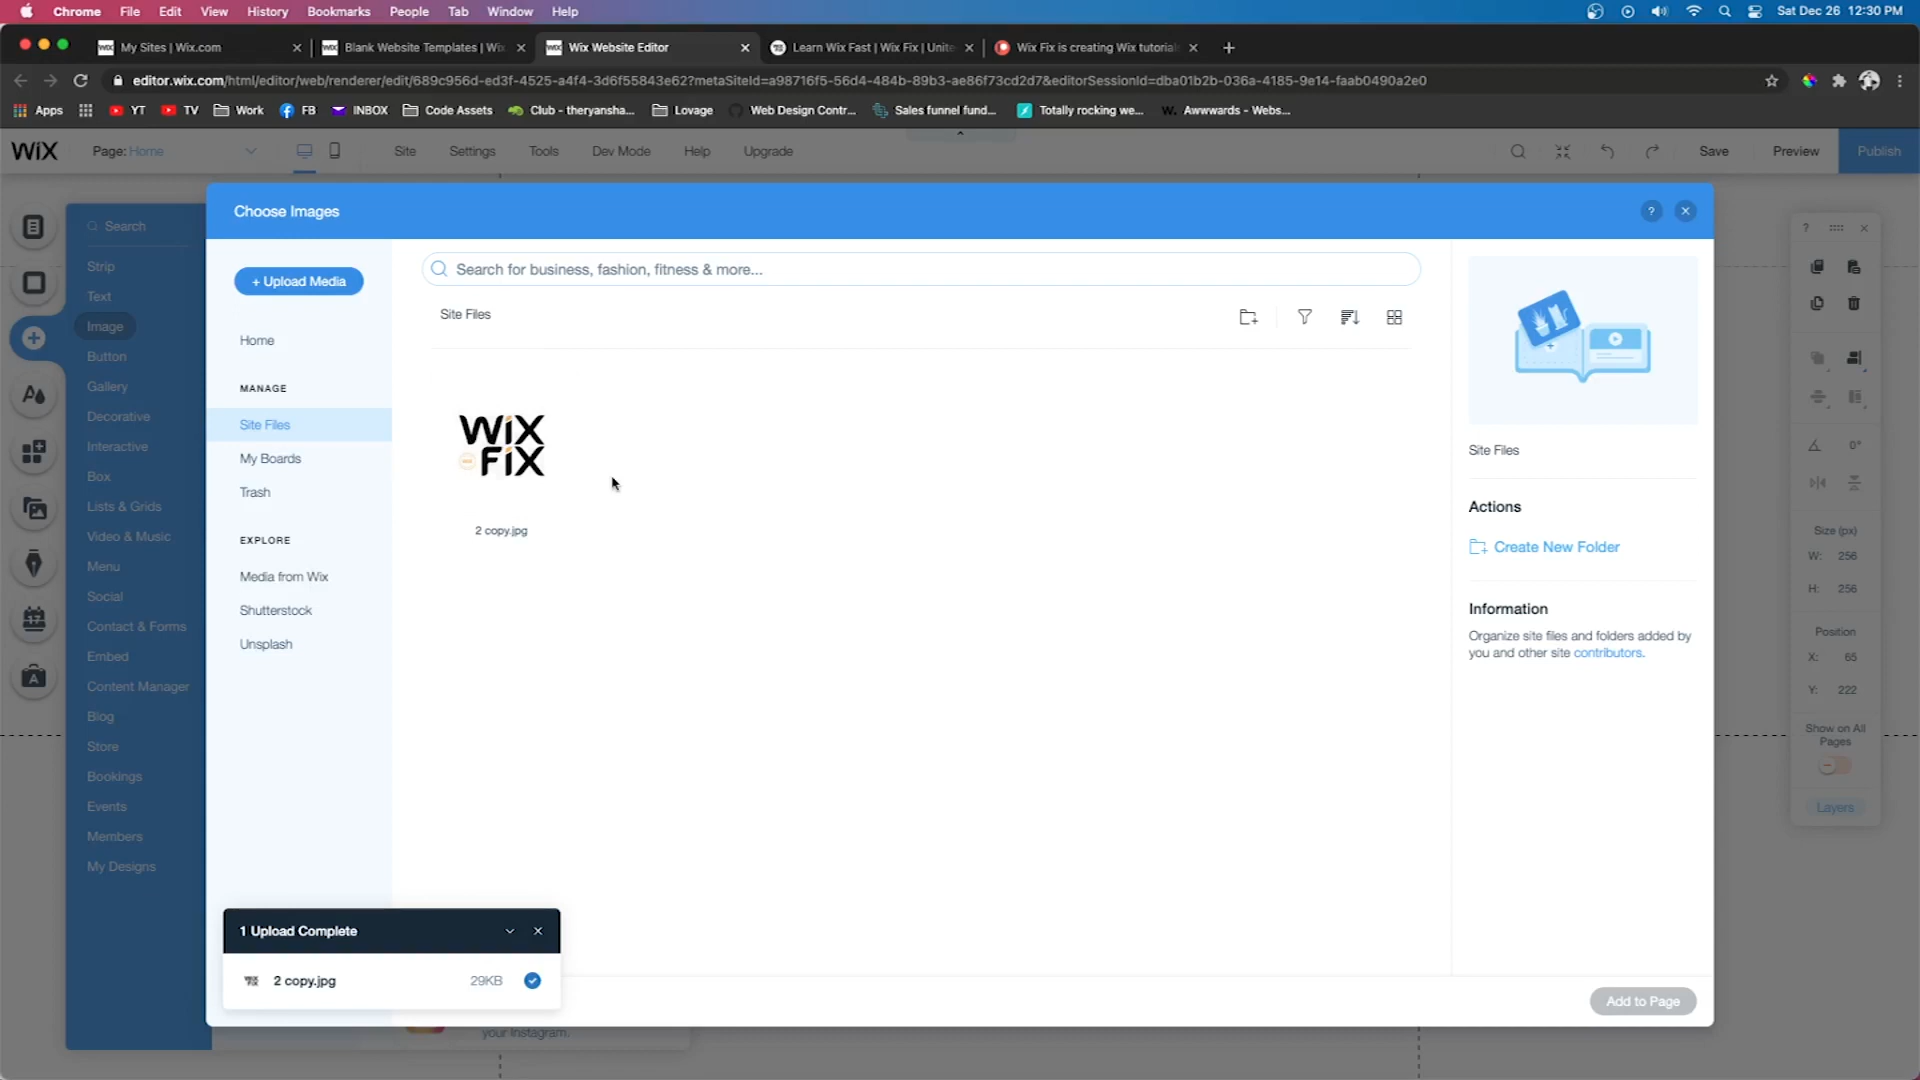 Chrome File Edit View History Bookmarks People Tab Window Help Sat Dec 26 12:30 PM
My Sites | Wix.com Blank Website Templates | Wix Wix Website Editor Learn Wix Fast | Wix Fix | Unite Wix Fix is creating Wix tutorial
editor.wix.com/html/editor/web/renderer/edit/689c956d-ed3f-4525-a4f4-3d6f55843e62?metaSiteId=a98716f5-56d4-484b-89b3-ae86f73cd2d7&editorSessionId=dba01b2b-036a-4185-9e14-faab0490a2e0
Apps YT TV Work FB INBOX Code Assets Club - theryansha... Lovage Web Design Contr... Sales funnel fund... Totally rocking we... Awwwards - Webs...
WiX Page: Home Site Settings Tools Dev Mode Help Upgrade Save Preview Publish
Choose Images
Search
Strip
Text
Image
Button
Gallery
Decorative
Interactive
Box
Lists & Grids
Video & Music
Menu
Social
Contact & Forms
Embed
Content Manager
Blog
Store
Bookings
Events
Members
My Designs
+ Upload Media
Home
MANAGE
Site Files
My Boards
Trash
EXPLORE
Media from Wix
Shutterstock
Unsplash
Search for business, fashion, fitness & more...
Site Files
WiX
FiX
2 copy.jpg
Site Files
Actions
Create New Folder
Information
Organize site files and folders added by
you and other site contributors.
Add to Page
1 Upload Complete
2 copy.jpg 29KB
your Instagram.
0°
Size (px)
W: 256
H: 256
Position
X: 65
Y: 222
Show on All
Pages
Layers